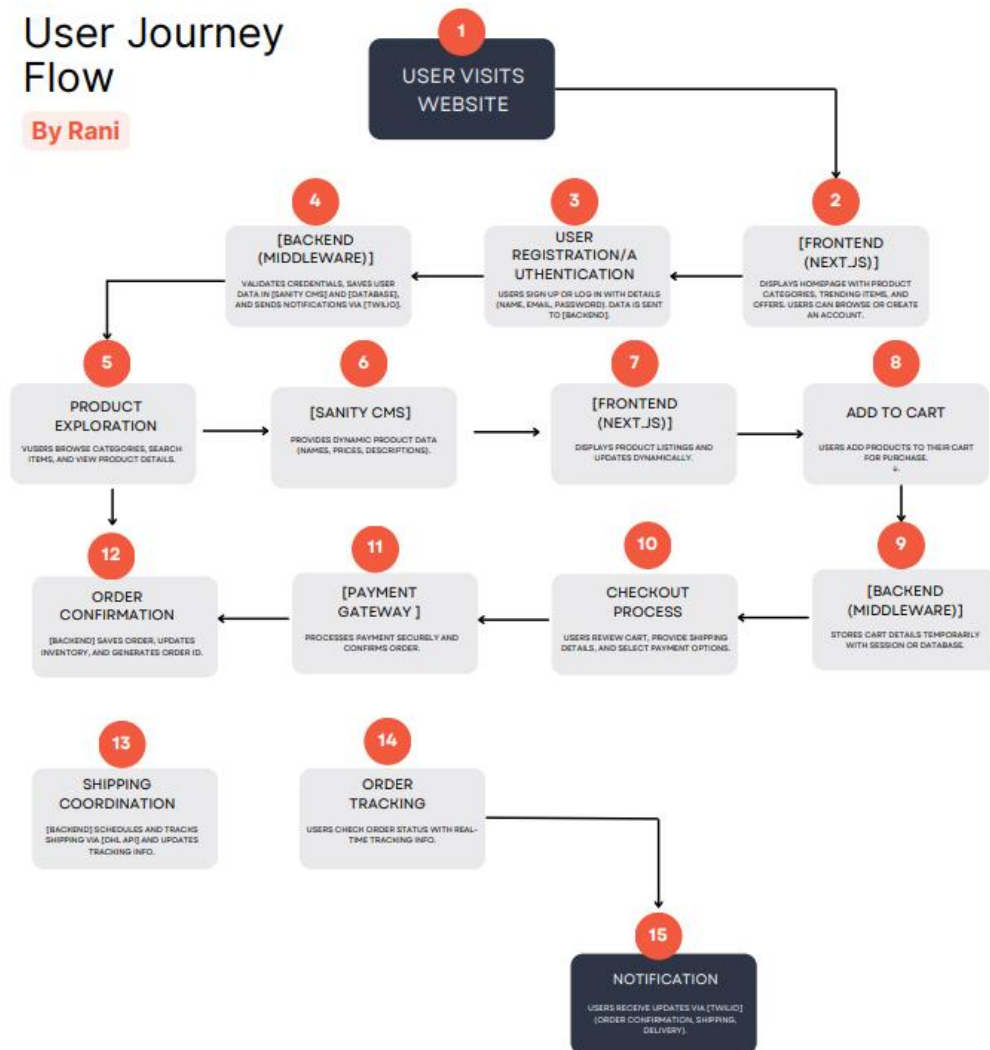 User Journey
Flow
By Rani
1
USER VISITS
WEBSITE
2
[FRONTEND
(NEXT.JS)]
DISPLAYS HOMEPAGE WITH PRODUCT
CATEGORIES, TRENDING ITEMS, AND
OFFERS. USERS CAN BROWSE OR CREATE
AN ACCOUNT.
3
USER
REGISTRATION/A
UTHENTICATION
USERS SIGN UP OR LOG IN WITH DETAILS
(NAME, EMAIL, PASSWORD). DATA IS SENT
TO [BACKEND].
4
[BACKEND
(MIDDLEWARE)]
VALIDATES CREDENTIALS, SAVES USER
DATA IN [SANITY CMS] AND [DATABASE],
AND SENDS NOTIFICATIONS VIA [TWILIO].
5
PRODUCT
EXPLORATION
VUSERS BROWSE CATEGORIES, SEARCH
ITEMS, AND VIEW PRODUCT DETAILS.
6
[SANITY CMS]
PROVIDES DYNAMIC PRODUCT DATA
(NAMES, PRICES, DESCRIPTIONS).
7
[FRONTEND
(NEXT.JS)]
DISPLAYS PRODUCT LISTINGS AND
UPDATES DYNAMICALLY.
8
ADD TO CART
USERS ADD PRODUCTS TO THEIR CART
FOR PURCHASE.
↓.
9
[BACKEND
(MIDDLEWARE)]
STORES CART DETAILS TEMPORARILY
WITH SESSION OR DATABASE
10
CHECKOUT
PROCESS
USERS REVIEW CART, PROVIDE SHIPPING
DETAILS, AND SELECT PAYMENT OPTIONS.
11
[PAYMENT
GATEWAY ]
PROCESSES PAYMENT SECURELY AND
CONFIRMS ORDER.
12
ORDER
CONFIRMATION
[BACKEND] SAVES ORDER, UPDATES
INVENTORY, AND GENERATES ORDER ID.
13
SHIPPING
COORDINATION
[BACKEND] SCHEDULES AND TRACKS
SHIPPING VIA [DHL API] AND UPDATES
TRACKING INFO.
14
ORDER
TRACKING
USERS CHECK ORDER STATUS WITH REAL-
TIME TRACKING INFO.
15
NOTIFICATION
USERS RECEIVE UPDATES VIA [TWILIO]
(ORDER CONFIRMATION, SHIPPING,
DELIVERY).